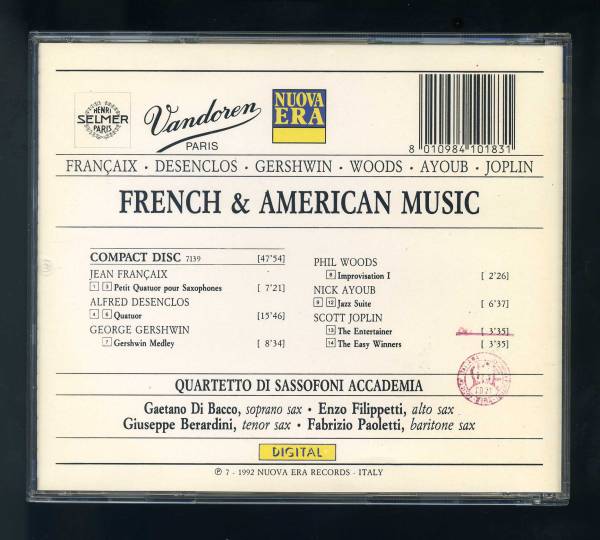 HENRI
SELMER
PARIS
Vandoren
PARIS
NUOVA
ERA
8 010984 101831
FRANÇAIX · DESENCLOS · GERSHWIN · WOODS · AYOUB · JOPLIN
FRENCH & AMERICAN MUSIC
COMPACT DISC 7139 [47'54]
JEAN FRANÇAIX
1 3 Petit Quatuor pour Saxophones [ 7'21]
ALFRED DESENCLOS
4 6 Quatuor [15'46]
GEORGE GERSHWIN
7 Gershwin Medley [ 8'34]
PHIL WOODS
8 Improvisation I [ 2'26]
NICK AYOUB
9 12 Jazz Suite [ 6'37]
SCOTT JOPLIN
13 The Entertainer [ 3'35]
14 The Easy Winners [ 3'35]
QUARTETTO DI SASSOFONI ACCADEMIA
Gaetano Di Bacco, soprano sax · Enzo Filippetti, alto sax
Giuseppe Berardini, tenor sax · Fabrizio Paoletti, baritone sax
DIGITAL
℗ 7 - 1992 NUOVA ERA RECORDS - ITALY